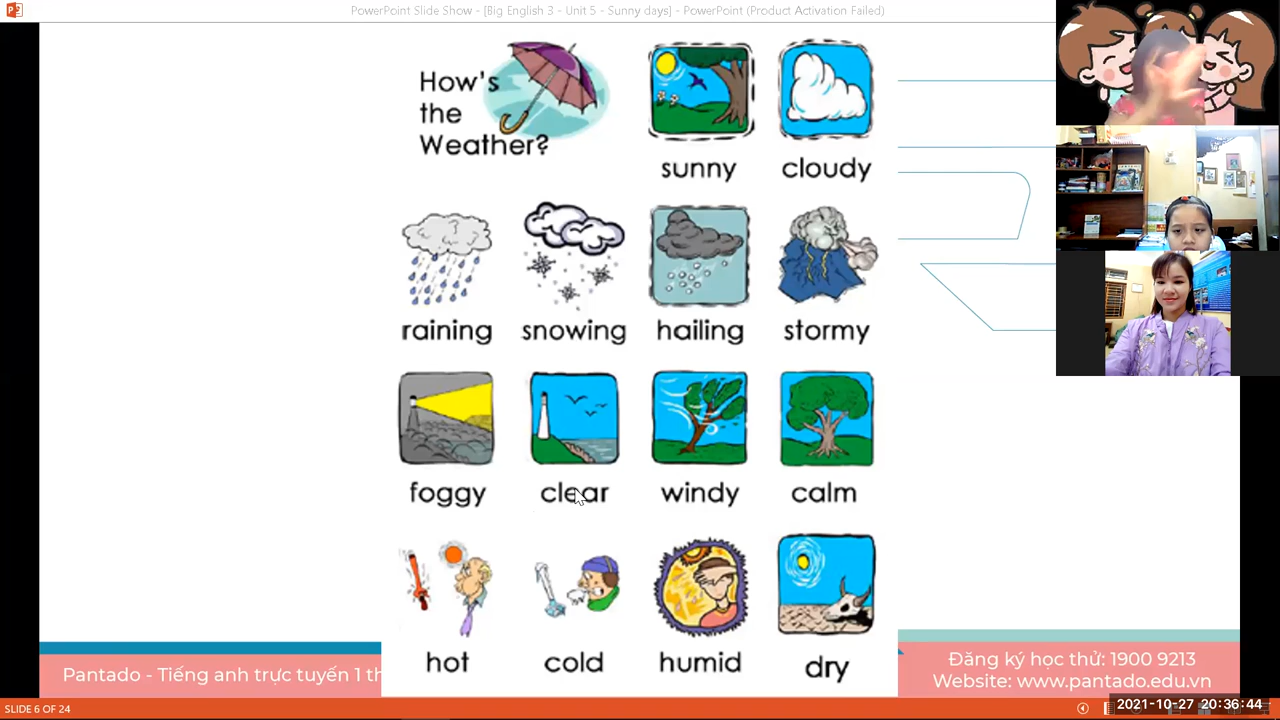 PowerPoint Slide Show - [Big English 3 - Unit 5 - Sunny days] - PowerPoint (Product Activation Failed)
How's
the
Weather?
sunny
cloudy
raining
snowing
hailing
stormy
foggy
clear
windy
calm
hot
cold
humid
dry
Pantado - Tiếng anh trực tuyến 1 th
Đăng ký học thử: 1900 9213
Website: www.pantado.edu.vn
SLIDE 6 OF 24
2021-10-27 20:36:44